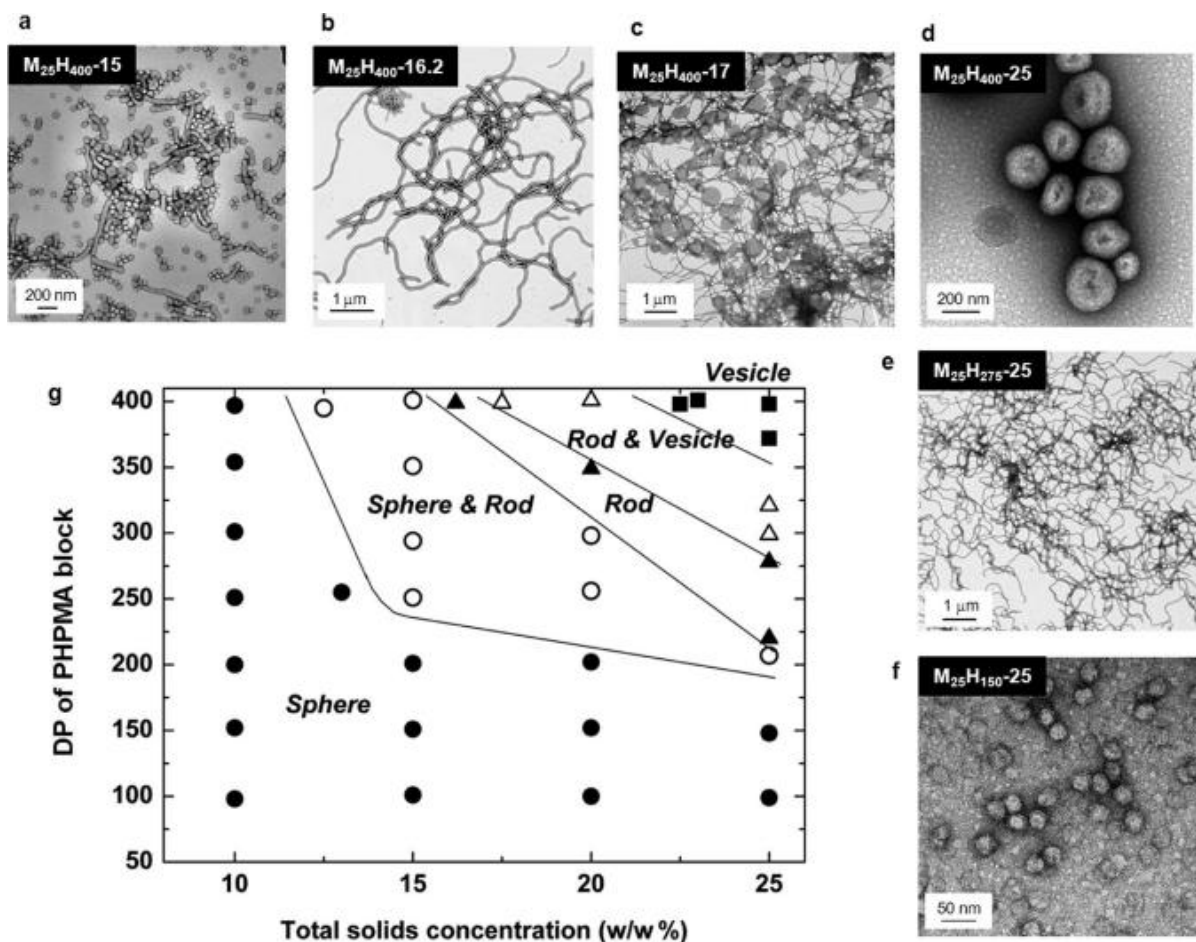 a
M₂₅H₄₀₀-15
200 nm
b
M₂₅H₄₀₀-16.2
1 μm
c
M₂₅H₄₀₀-17
1 μm
d
M₂₅H₄₀₀-25
200 nm
e
M₂₅H₂₇₅-25
1 μm
f
M₂₅H₁₅₀-25
50 nm
g
Vesicle
Rod & Vesicle
Sphere & Rod
Rod
Sphere
400
350
300
250
200
150
100
50
DP of PHPMA block
10
15
20
25
Total solids concentration (w/w %)